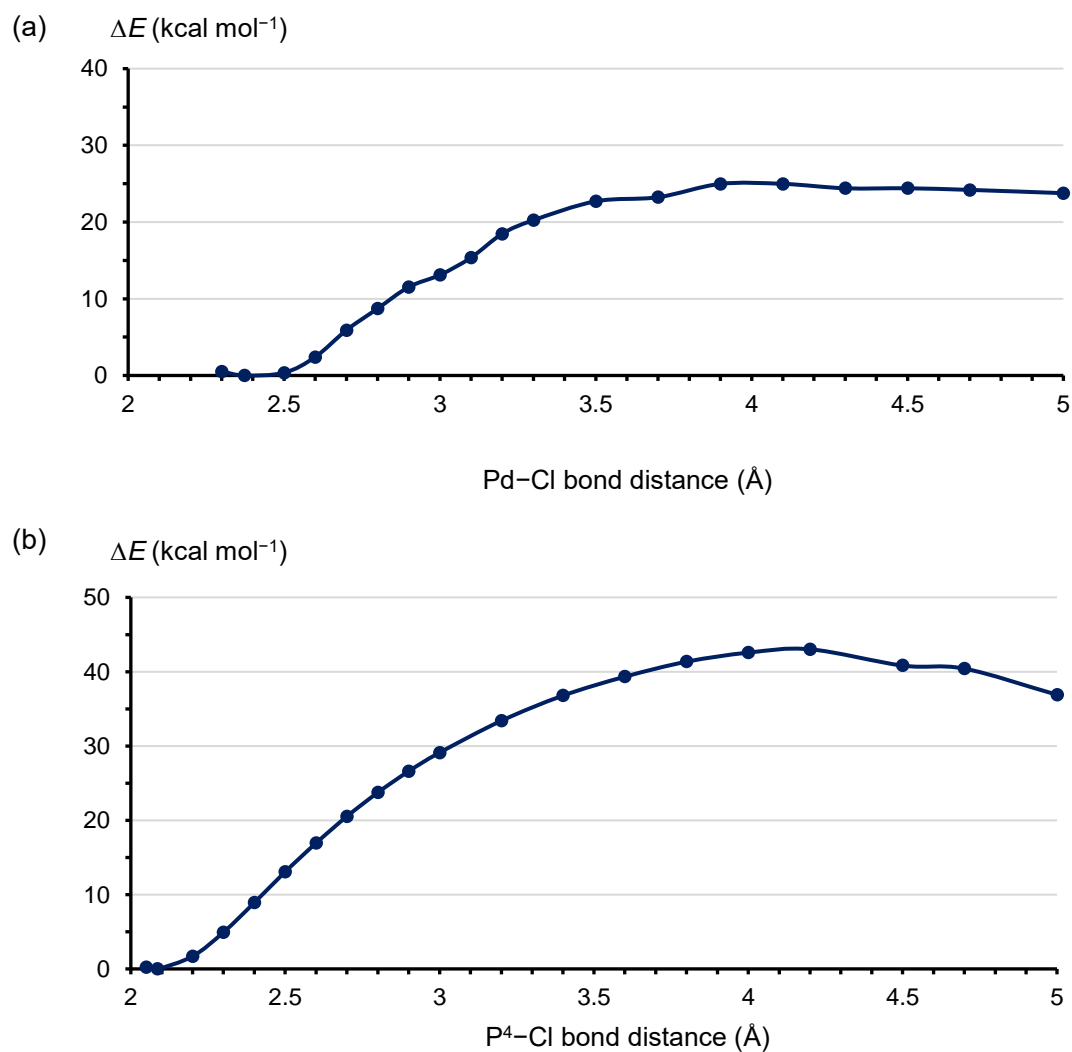 (a) ΔE (kcal mol⁻¹)
40
30
20
10
0
2 2.5 3 3.5 4 4.5 5
Pd−Cl bond distance (Å)
(b) ΔE (kcal mol⁻¹)
50
40
30
20
10
0
2 2.5 3 3.5 4 4.5 5
P⁴−Cl bond distance (Å)